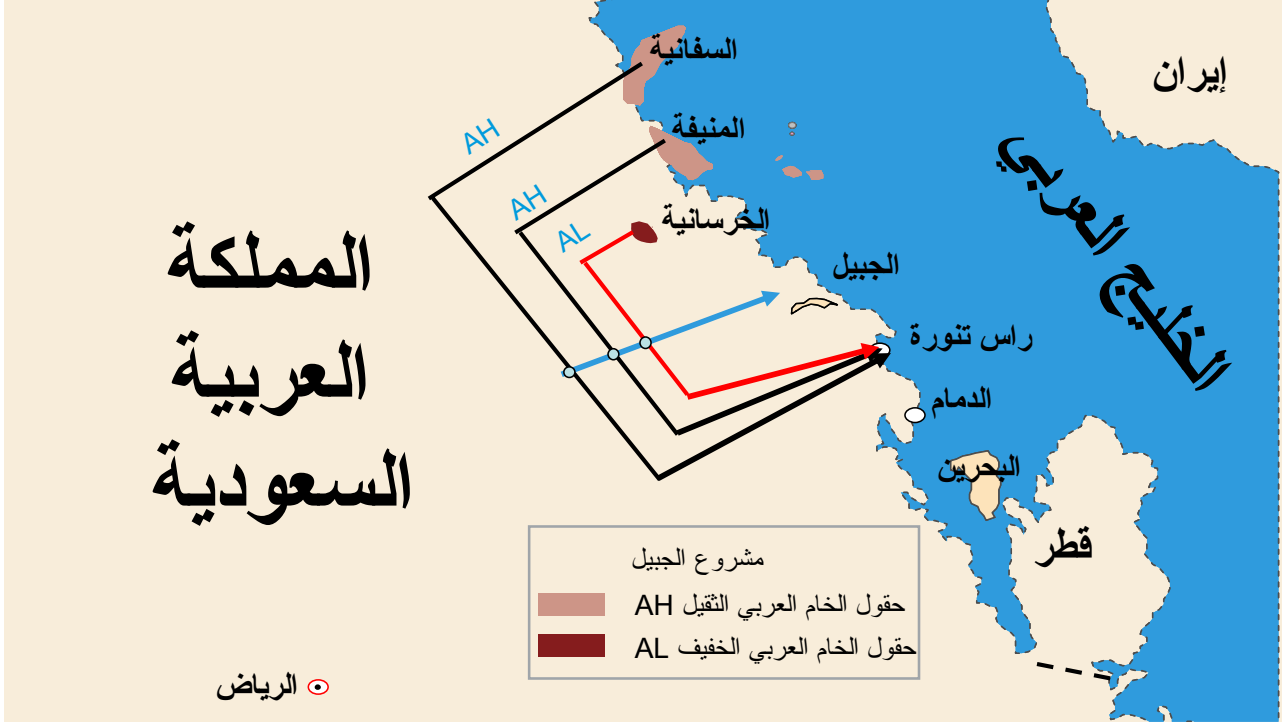 السفانية
إيران
المنيفة
AH
الخليج العربي
AH
الخرسانية
AL
الجبيل
المملكة
العربية
السعودية
راس تنورة
الدمام
البحرين
قطر
مشروع الجبيل
حقول الخام العربي الثقيل AH
حقول الخام العربي الخفيف AL
الرياض